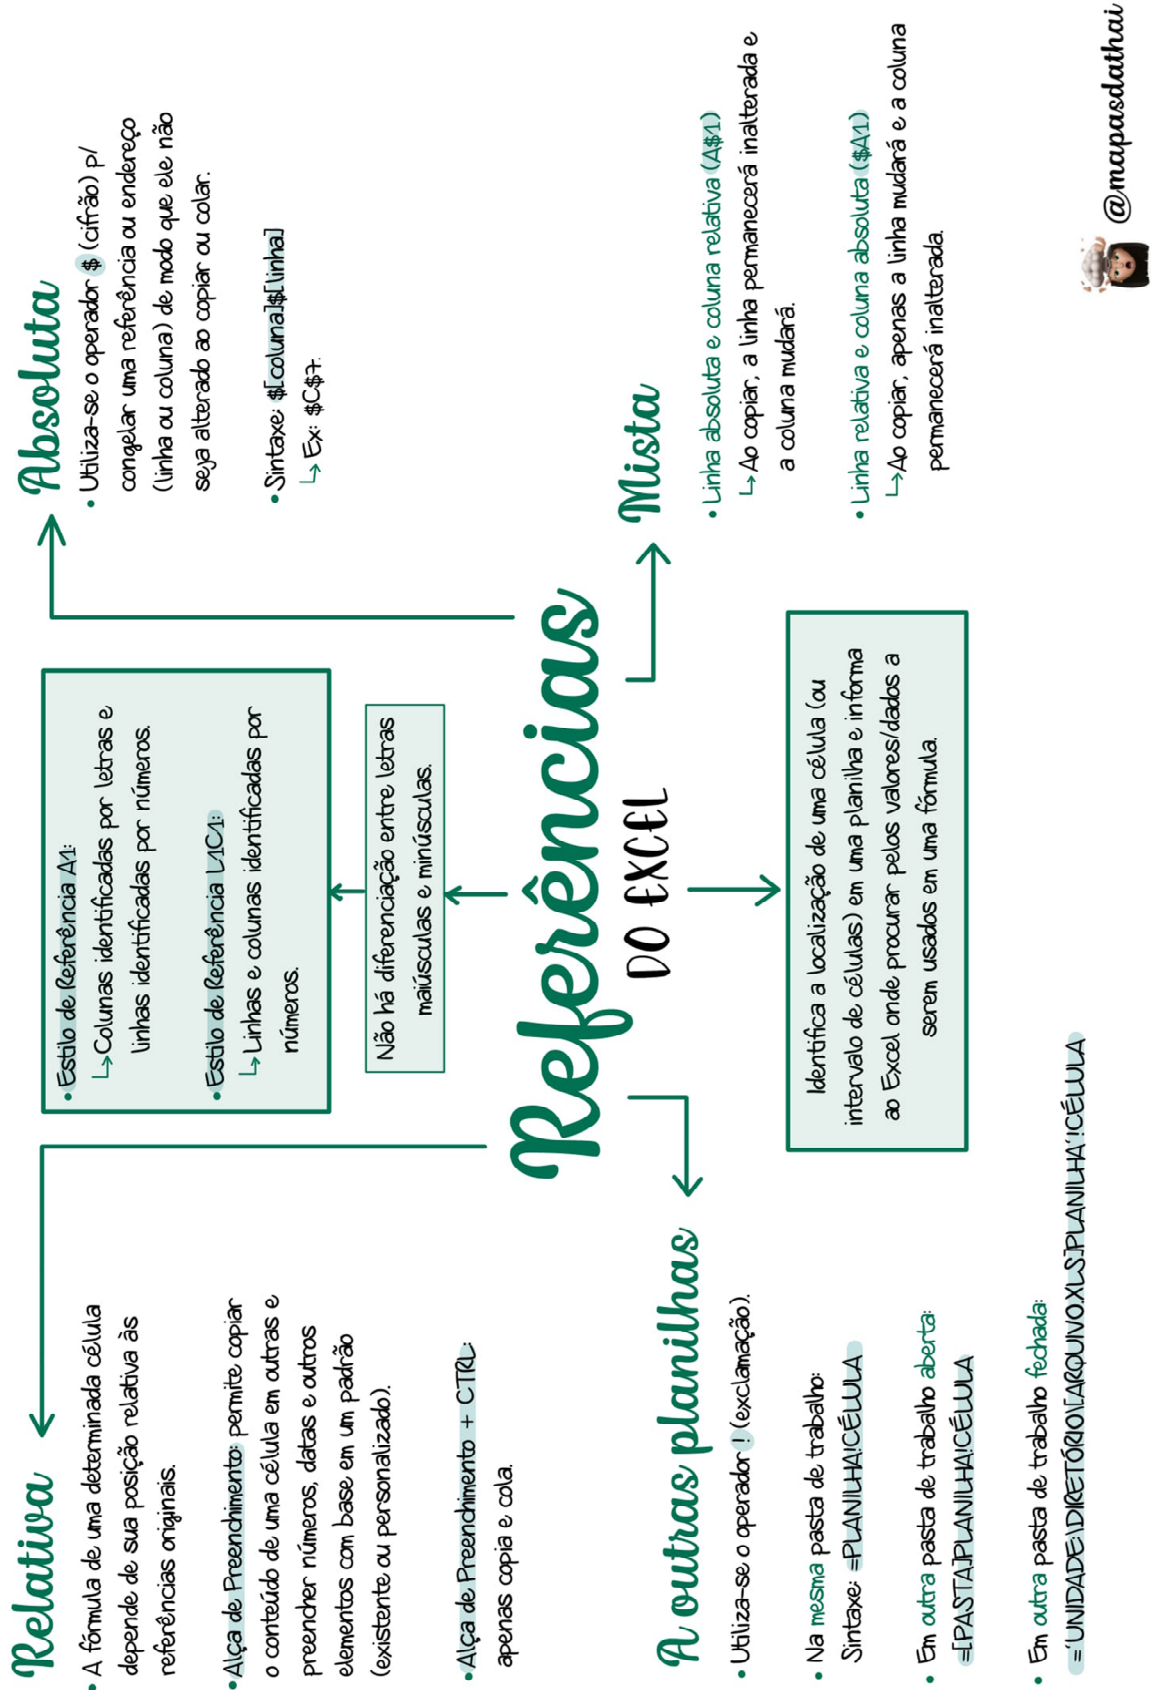 Referências
DO EXCEL
Identifica a localização de uma célula (ou
intervalo de células) em uma planilha e informa
ao Excel onde procurar pelos valores/dados a
serem usados em uma fórmula.
Não há diferenciação entre letras
maiúsculas e minúsculas.
• Estilo de Referência A1:
↳ Colunas identificadas por letras e
linhas identificadas por números.
• Estilo de Referência L1C1:
↳ Linhas e colunas identificadas por
números.
Relativa
• A fórmula de uma determinada célula
depende de sua posição relativa às
referências originais.
• Alça de Preenchimento: permite copiar
o conteúdo de uma célula em outras e
preencher números, datas e outros
elementos com base em um padrão
(existente ou personalizado).
• Alça de Preenchimento + CTRL:
apenas copia e cola.
Absoluta
• Utiliza-se o operador $ (cifrão) p/
congelar uma referência ou endereço
(linha ou coluna) de modo que ele não
seja alterado ao copiar ou colar.
• Sintaxe: $[coluna]$[linha]
↳ Ex: $C$7.
A outras planilhas
• Utiliza-se o operador ! (exclamação).
• Na mesma pasta de trabalho:
Sintaxe: =PLANILHA!CÉLULA
• Em outra pasta de trabalho aberta:
=[PASTA]PLANILHA!CÉLULA
• Em outra pasta de trabalho fechada:
='UNIDADE:\DIRETÓRIO\[ARQUIVO.XLS]PLANILHA'!CÉLULA
Mista
• Linha absoluta e coluna relativa (A$1)
↳ Ao copiar, a linha permanecerá inalterada e
a coluna mudará.
• Linha relativa e coluna absoluta ($A1)
↳ Ao copiar, apenas a linha mudará e a coluna
permanecerá inalterada.
@mapasdathai